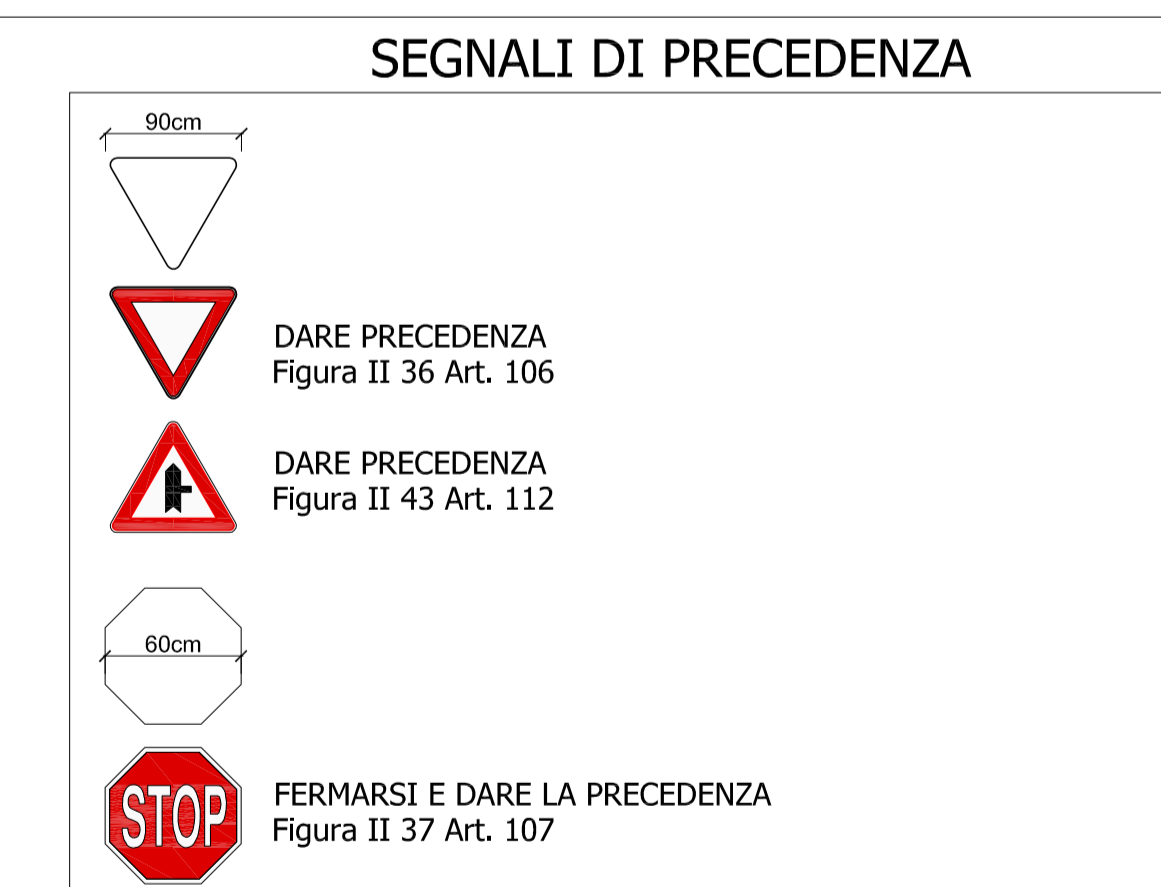 SEGNALI DI PRECEDENZA
90cm
DARE PRECEDENZA
Figura II 36 Art. 106
DARE PRECEDENZA
Figura II 43 Art. 112
60cm
STOP
FERMARSI E DARE LA PRECEDENZA
Figura II 37 Art. 107